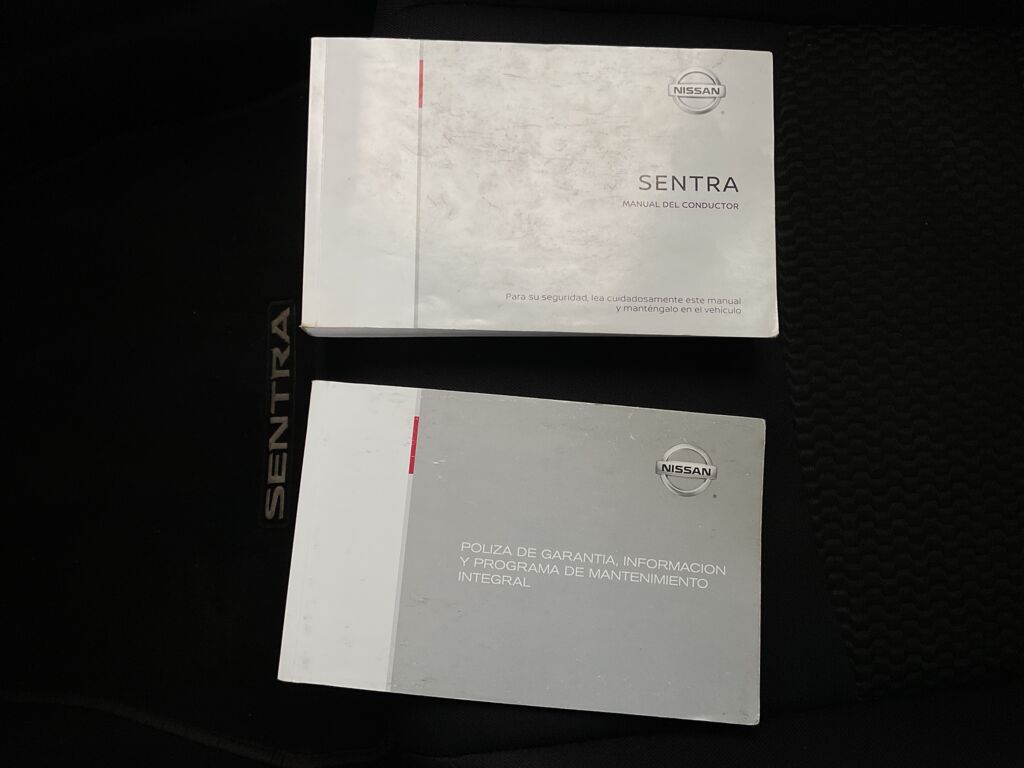 NISSAN
SENTRA
MANUAL DEL CONDUCTOR
Para su seguridad, lea cuidadosamente este manual
y manténgalo en el vehículo
SENTRA
NISSAN
POLIZA DE GARANTIA, INFORMACION
Y PROGRAMA DE MANTENIMIENTO
INTEGRAL